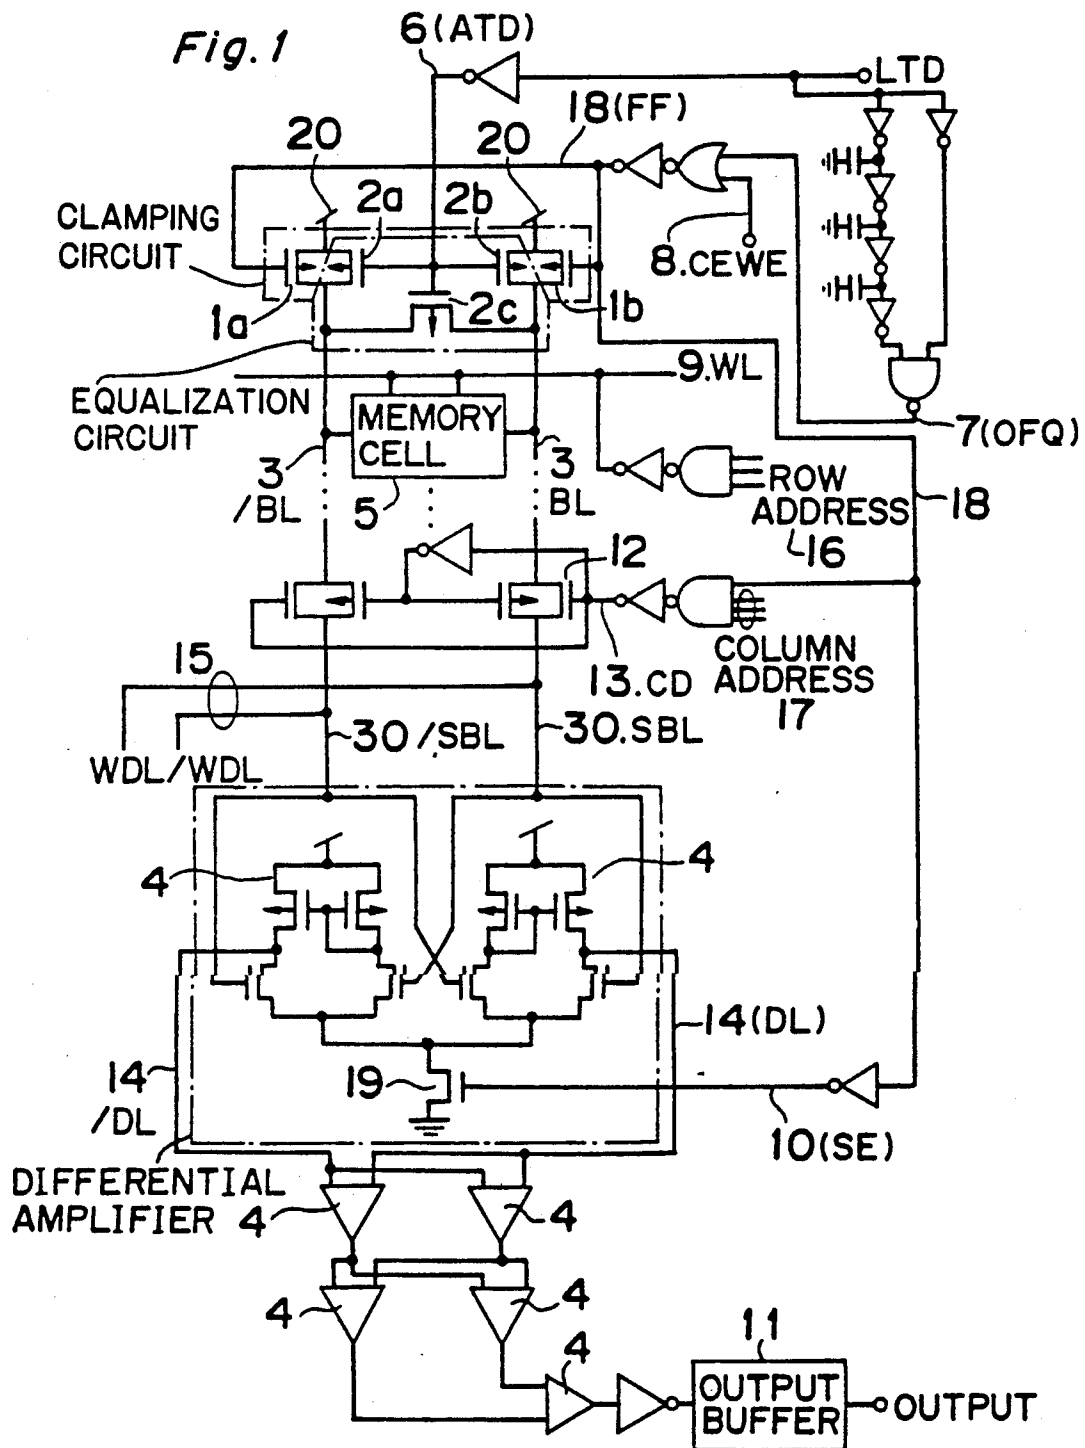 Fig. 1
6(ATD)
LTD
18(FF)
20
20
2a
2b
CLAMPING
CIRCUIT
8.CEWE
1a
2c
1b
9.WL
EQUALIZATION
CIRCUIT
MEMORY
CELL
7(OFQ)
3
/BL
5
3
BL
ROW
ADDRESS
16
18
12
COLUMN
ADDRESS
17
13.CD
15
30/SBL
30.SBL
WDL/WDL
4
4
14(DL)
14
/DL
19
10(SE)
DIFFERENTIAL
AMPLIFIER
4
4
4
4
4
11
OUTPUT
BUFFER
OUTPUT